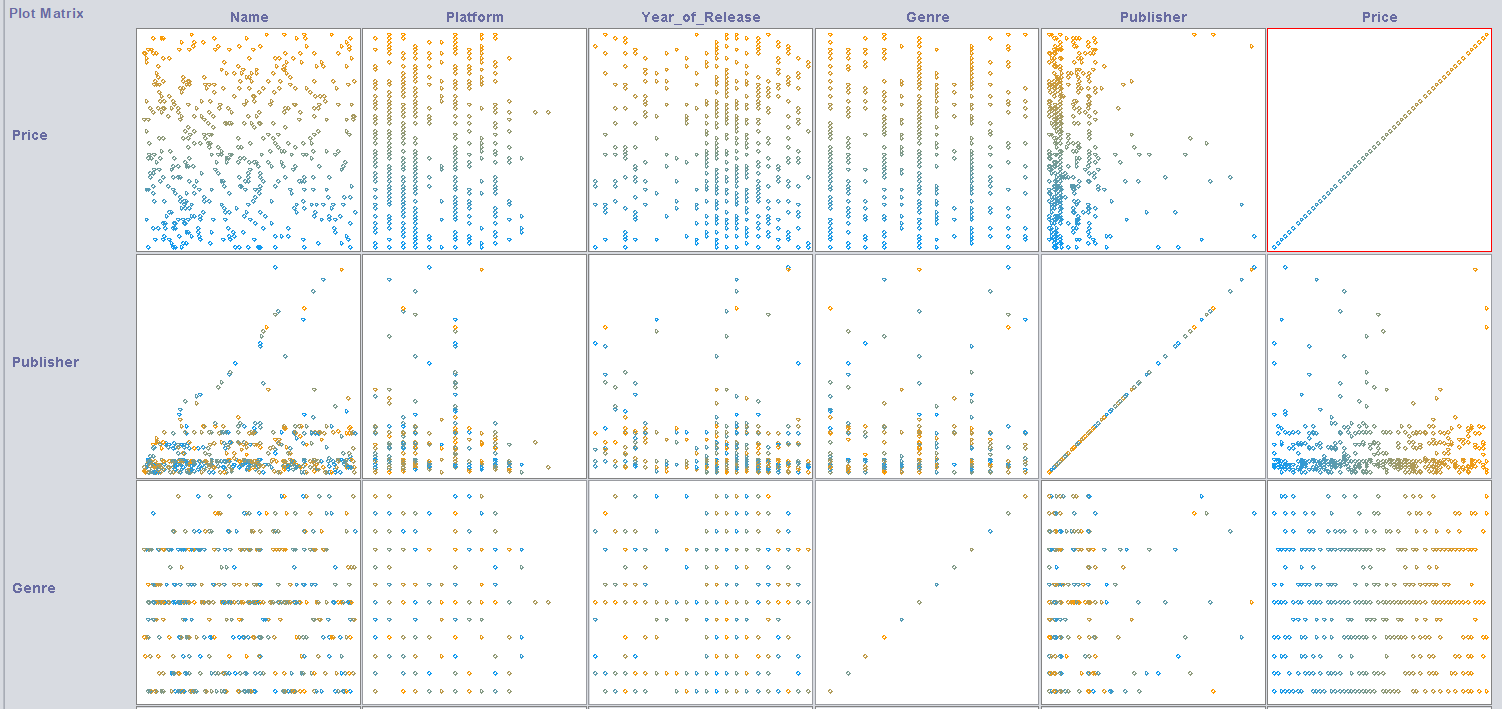 Plot Matrix
Name Platform Year_of_Release Genre Publisher Price
Price
Publisher
Genre